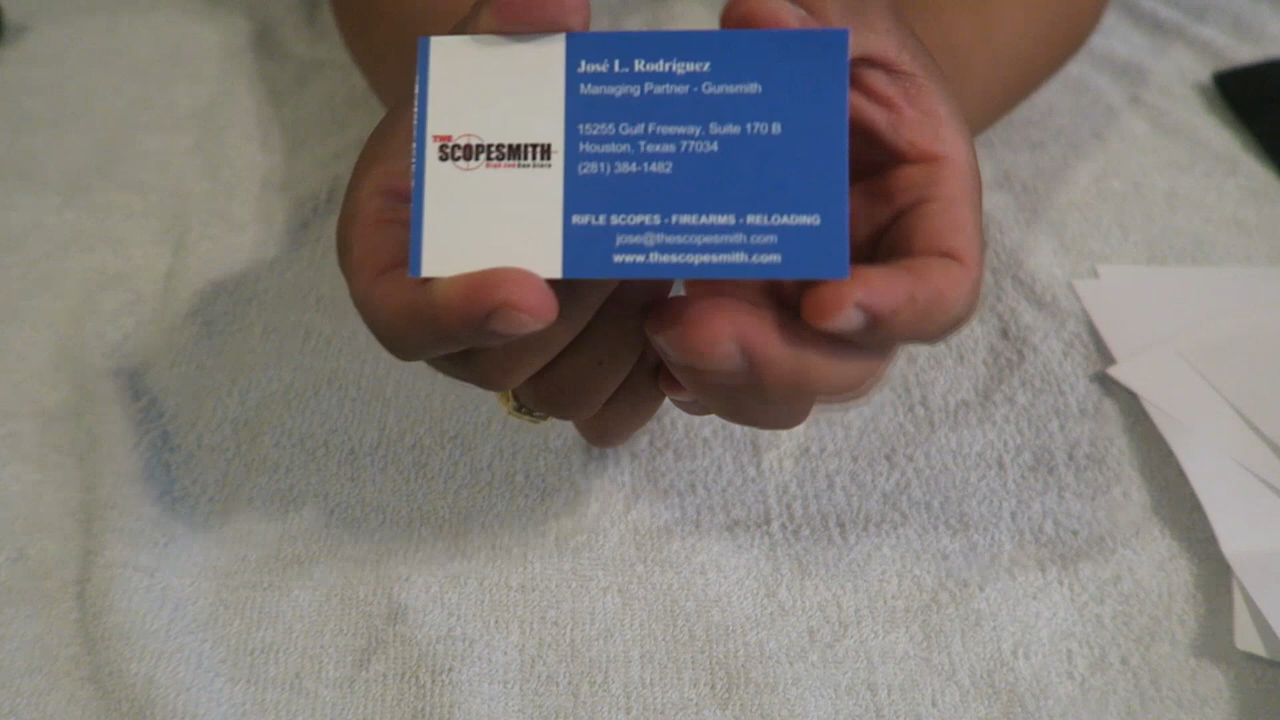 THE
SCOPESMITH
José L. Rodríguez
Managing Partner - Gunsmith
15255 Gulf Freeway, Suite 170 B
Houston, Texas 77034
(281) 384-1482
RIFLE SCOPES - FIREARMS - RELOADING
jose@thescopesmith.com
www.thescopesmith.com